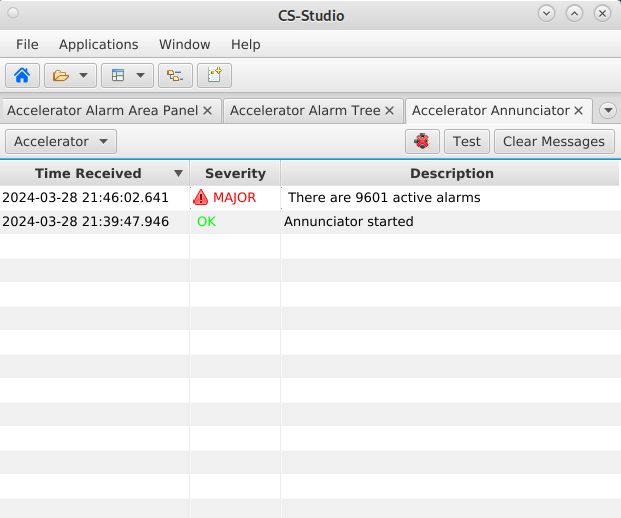 CS-Studio
File Applications Window Help
Accelerator Alarm Area Panel Accelerator Alarm Tree Accelerator Annunciator
Accelerator Test Clear Messages
Time Received Severity Description
2024-03-28 21:46:02.641 MAJOR There are 9601 active alarms
2024-03-28 21:39:47.946 OK Annunciator started